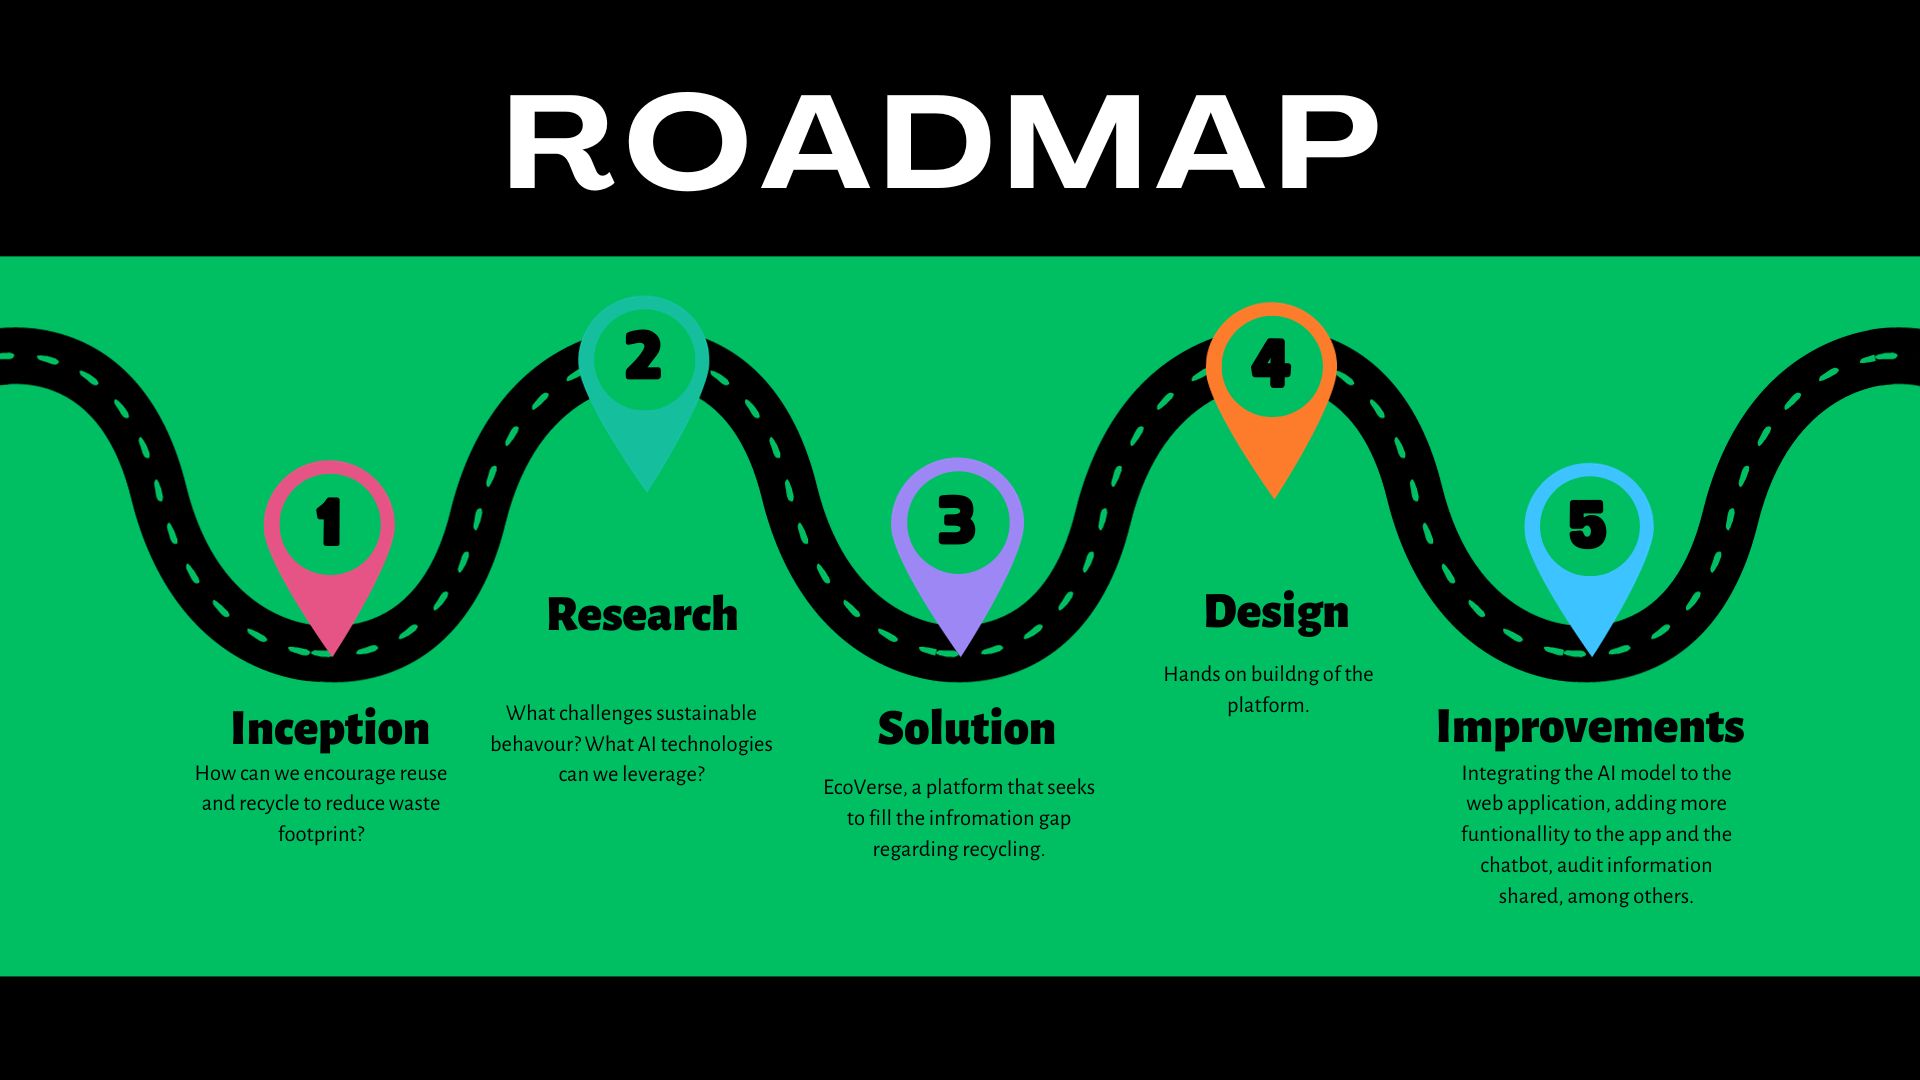 ROADMAP
1
Inception
How can we encourage reuse
and recycle to reduce waste
footprint?
2
Research
What challenges sustainable
behavour? What AI technologies
can we leverage?
3
Solution
EcoVerse, a platform that seeks
to fill the infromation gap
regarding recycling.
4
Design
Hands on buildng of the
platform.
5
Improvements
Integrating the AI model to the
web application, adding more
funtionallity to the app and the
chatbot, audit information
shared, among others.